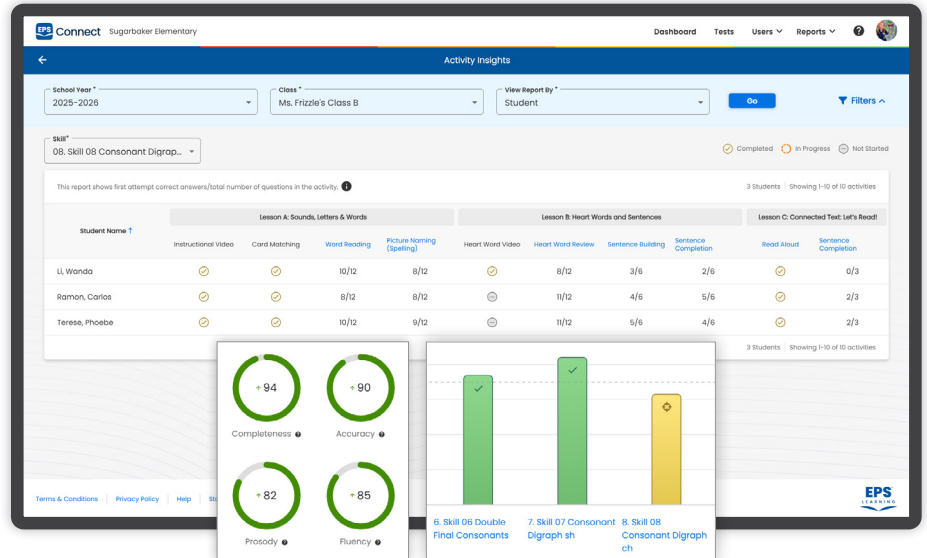 EPS Connect Sugarbaker Elementary Dashboard Tests Users Reports ?
Activity Insights
School Year * Class * View Report By *
2025-2026 Ms. Frizzle's Class B Student Go Filters
Skill*
08. Skill 08 Consonant Digrap... Completed In Progress Not Started
This report shows first attempt correct answers/total number of questions in the activity. i 3 Students Showing 1-10 of 10 activities
Student Name ↑ Lesson A: Sounds, Letters & Words Lesson B: Heart Words and Sentences Lesson C: Connected Text: Let's Read!
Instructional Video Card Matching Word Reading Picture Naming (Spelling) Heart Word Video Heart Word Review Sentence Building Sentence Completion Read Aloud Sentence Completion
Li, Wanda 10/12 8/12 8/12 3/6 2/6 0/3
Ramon, Carlos 8/12 8/12 11/12 4/6 5/6 2/3
Terese, Phoebe 10/12 9/12 11/12 5/6 4/6 2/3
3 Students Showing 1-10 of 10 activities
↑ 94 ↑ 90
Completeness ? Accuracy ?
↑ 82 ↑ 85
Prosody ? Fluency ?
6. Skill 06 Double Final Consonants
7. Skill 07 Consonant Digraph sh
8. Skill 08 Consonant Digraph ch
Terms & Conditions Privacy Policy Help
EPS
LEARNING